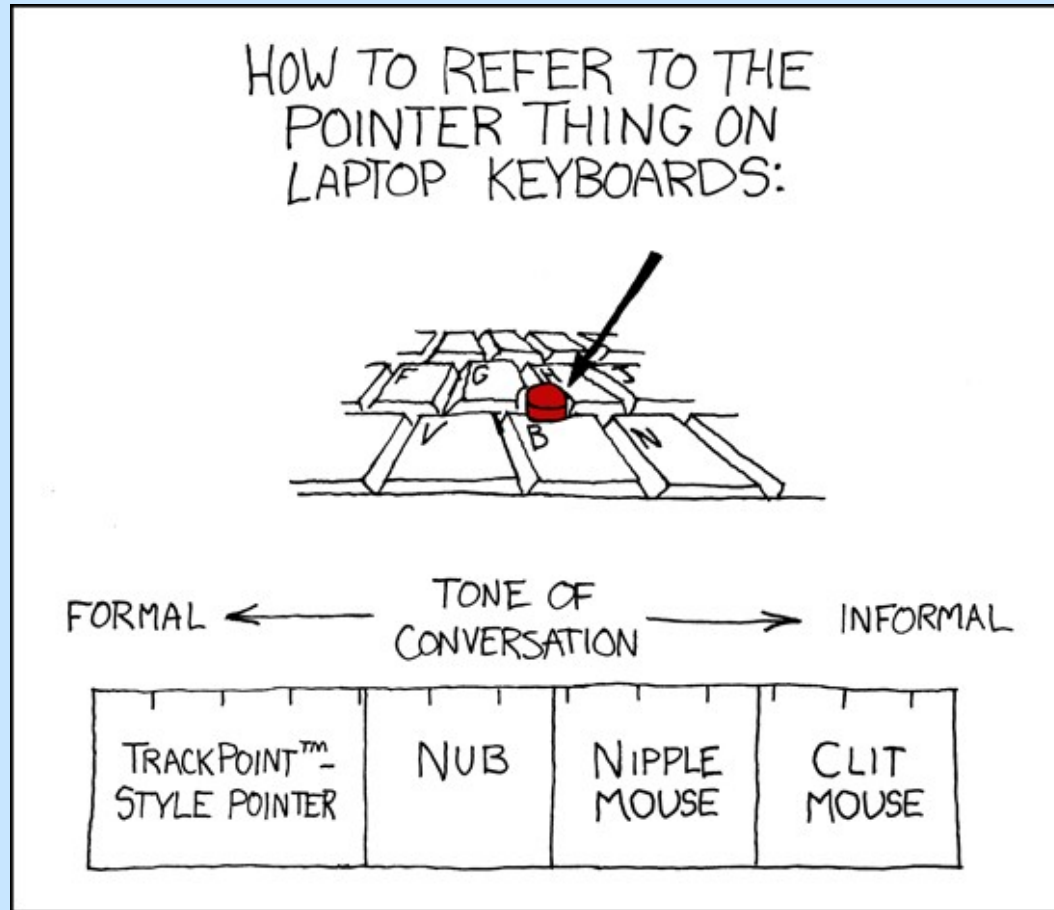 HOW TO REFER TO THE
POINTER THING ON
LAPTOP KEYBOARDS:
F G H J
V B N
TONE OF
CONVERSATION
FORMAL INFORMAL
TRACKPOINT™-
STYLE POINTER
NUB
NIPPLE
MOUSE
CLIT
MOUSE